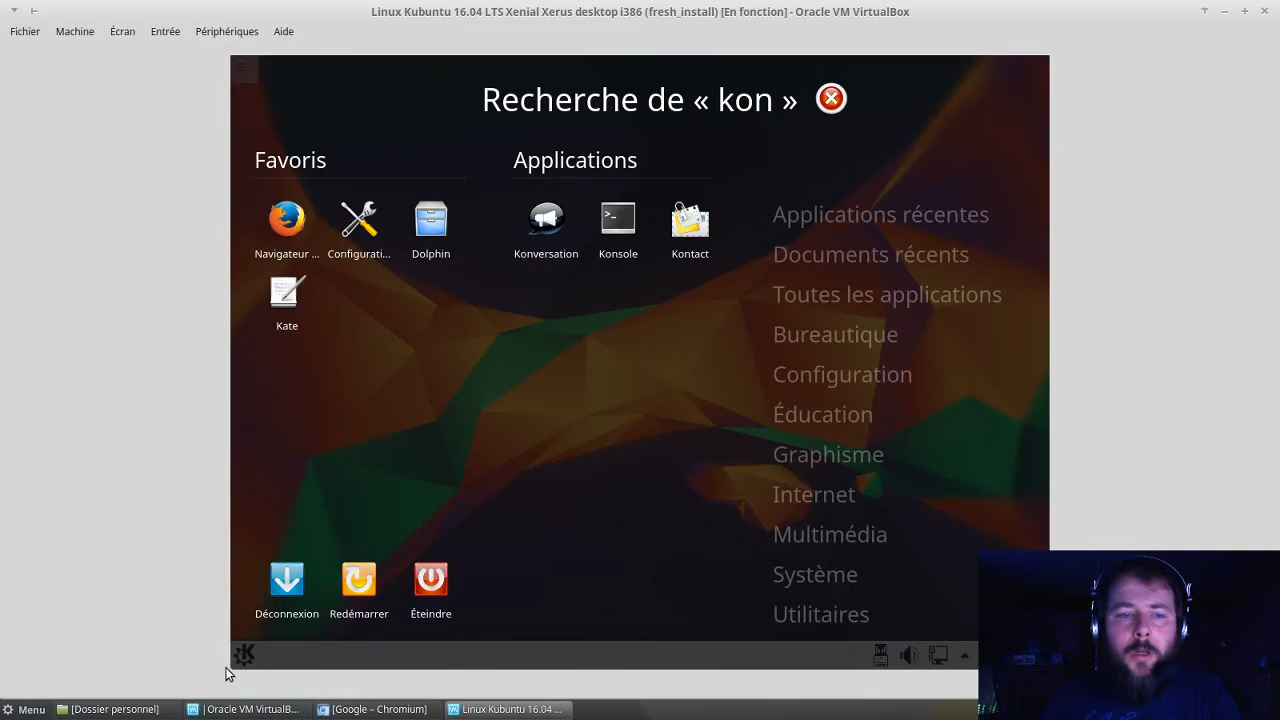 Linux Kubuntu 16.04 LTS Xenial Xerus desktop i386 (fresh_install) [En fonction] - Oracle VM VirtualBox
Fichier Machine Écran Entrée Périphériques Aide
Recherche de « kon »
Favoris
Applications
Navigateur ...
Configurati...
Dolphin
Konversation
Konsole
Kontact
Kate
Applications récentes
Documents récents
Toutes les applications
Bureautique
Configuration
Éducation
Graphisme
Internet
Multimédia
Système
Utilitaires
Déconnexion
Redémarrer
Éteindre
Menu
[Dossier personnel]
| Oracle VM VirtualB...
[Google – Chromium]
Linux Kubuntu 16.04 ...